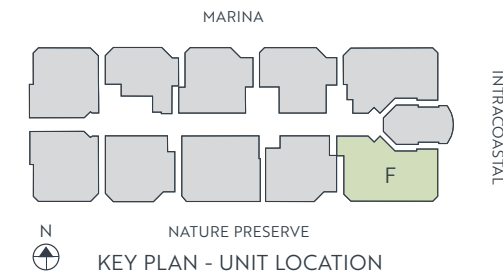 MARINA
INTRACOASTAL
F
N
NATURE PRESERVE
KEY PLAN - UNIT LOCATION